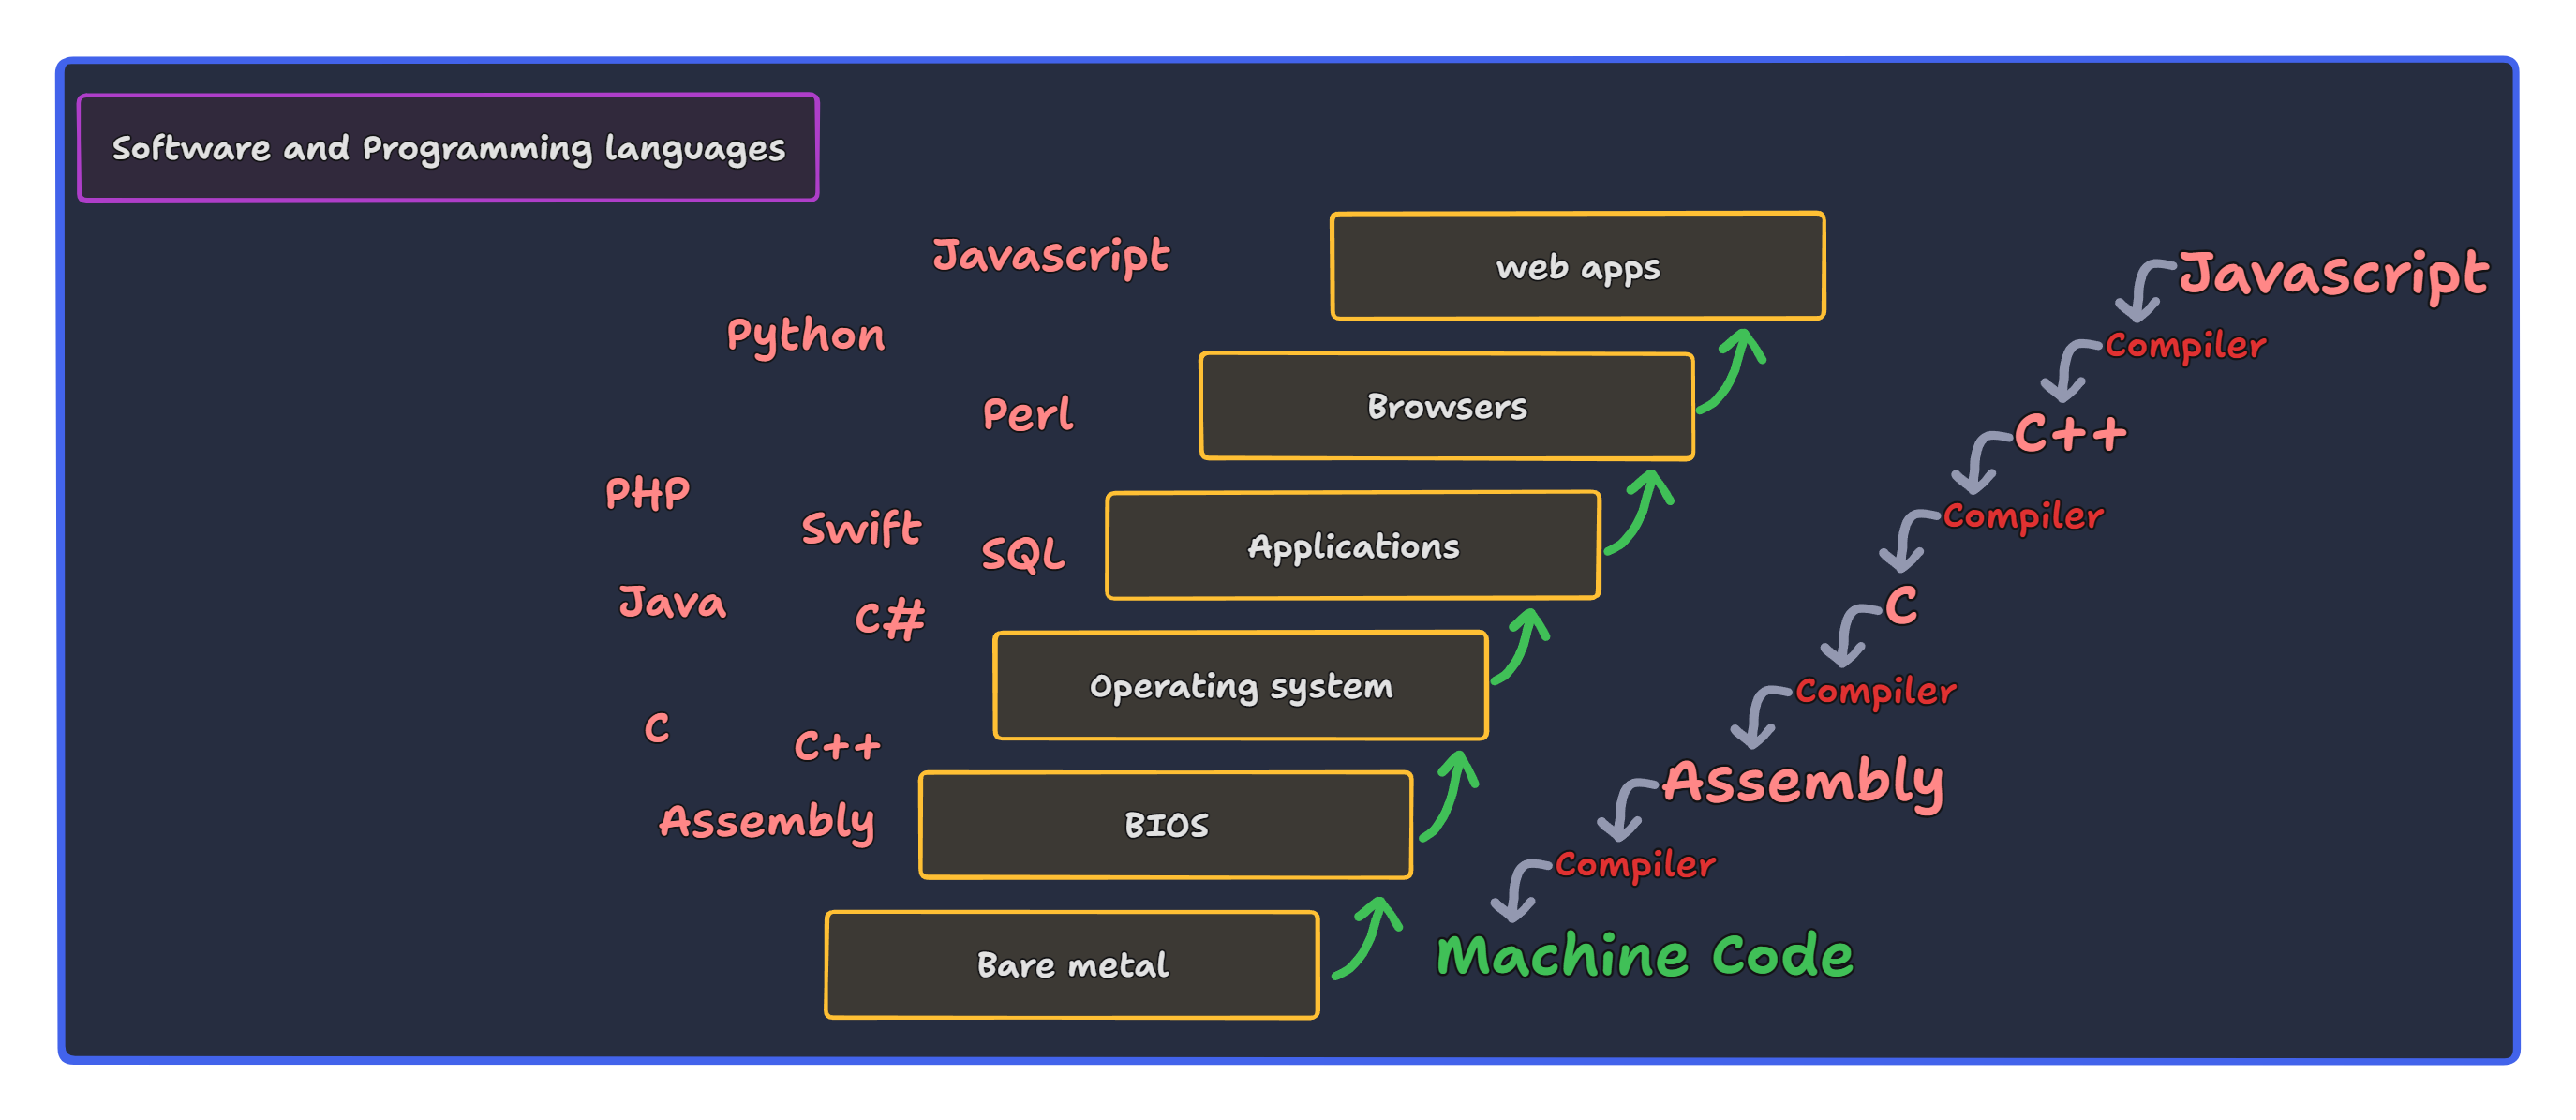 Software and Programming languages
Javascript
web apps
Javascript
Python
Compiler
Perl
Browsers
C++
PHP
Swift
SQL
Applications
Compiler
Java
C#
C
Operating system
Compiler
C
C++
Assembly
Assembly
BIOS
Compiler
Bare metal
Machine Code